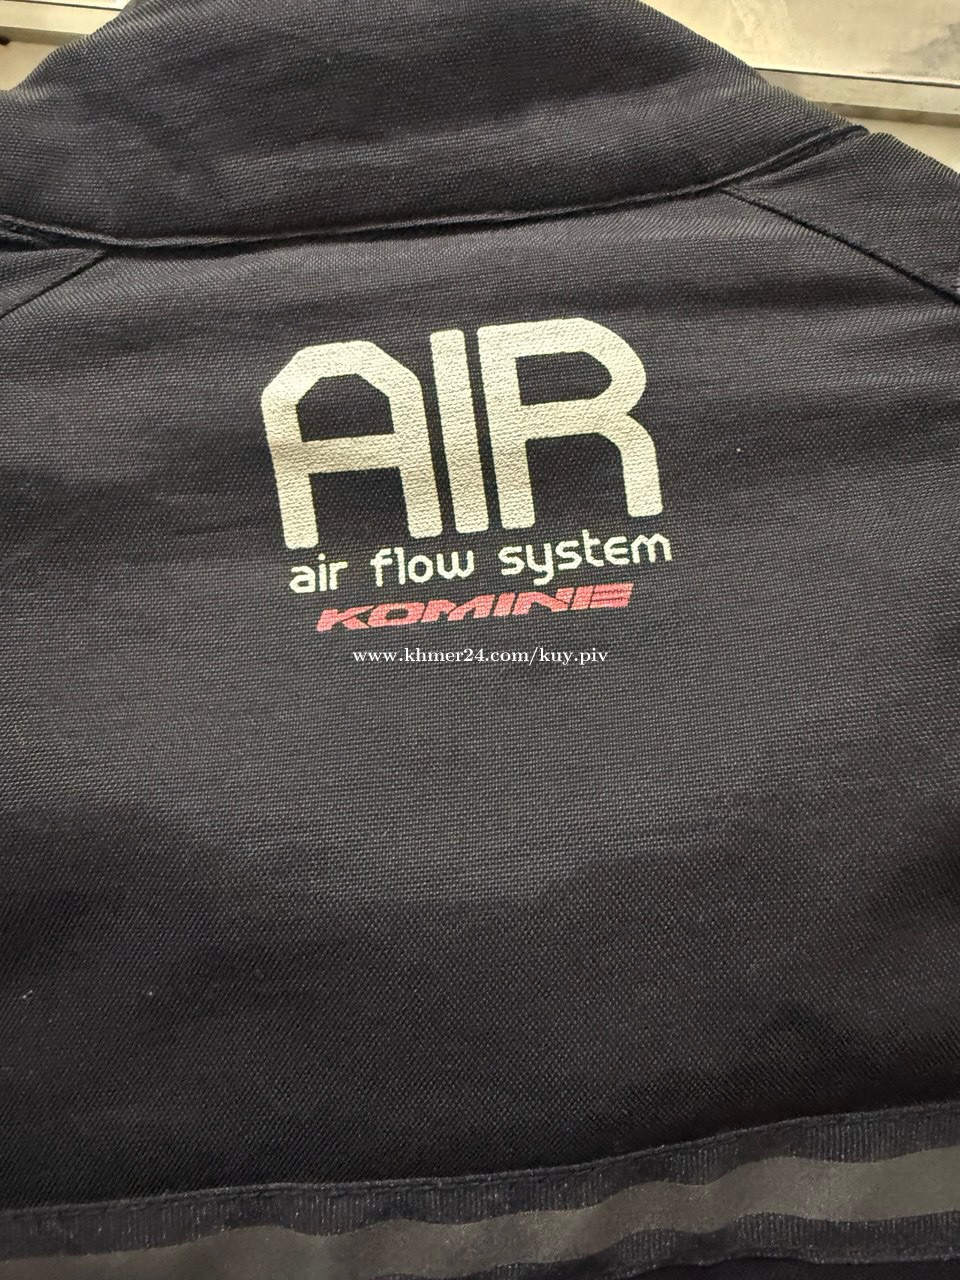 AIR
air flow system
KOMINE
www.khmer24.com/kuy.piv